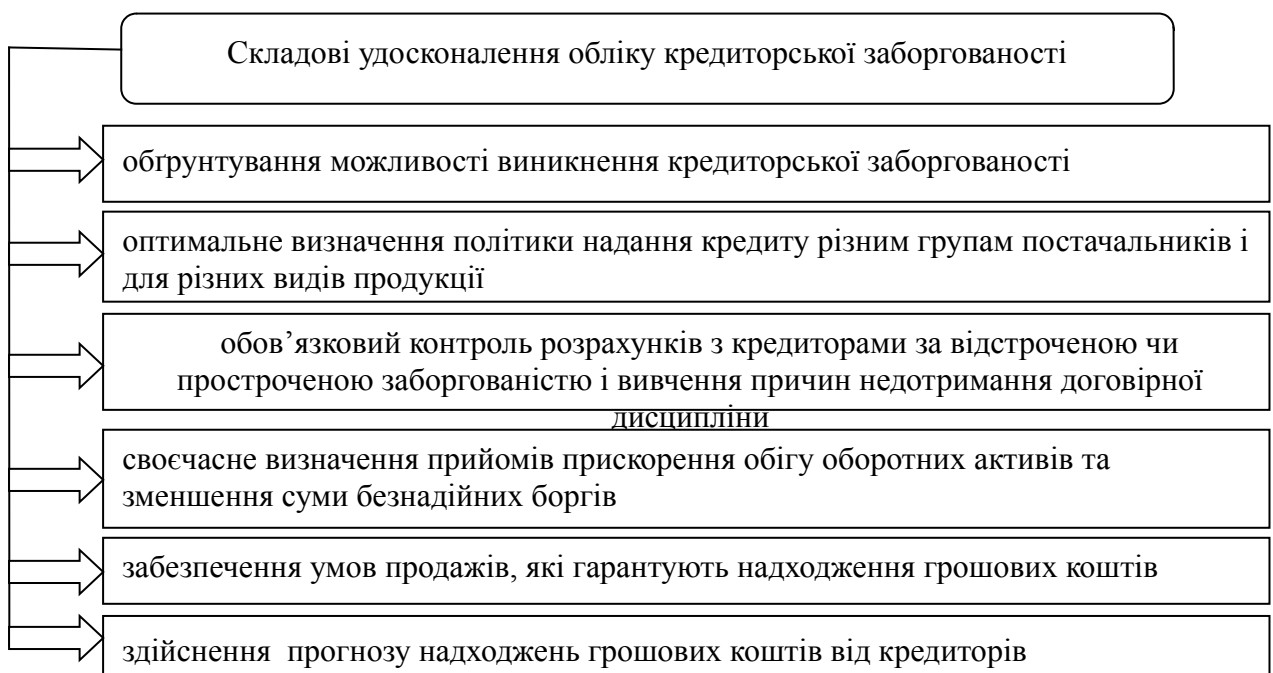 Складові удосконалення обліку кредиторської заборгованості
обґрунтування можливості виникнення кредиторської заборгованості
оптимальне визначення політики надання кредиту різним групам постачальників і
для різних видів продукції
обов’язковий контроль розрахунків з кредиторами за відстроченою чи
простроченою заборгованістю і вивчення причин недотримання договірної
дисципліни
своєчасне визначення прийомів прискорення обігу оборотних активів та
зменшення суми безнадійних боргів
забезпечення умов продажів, які гарантують надходження грошових коштів
здійснення  прогнозу надходжень грошових коштів від кредиторів